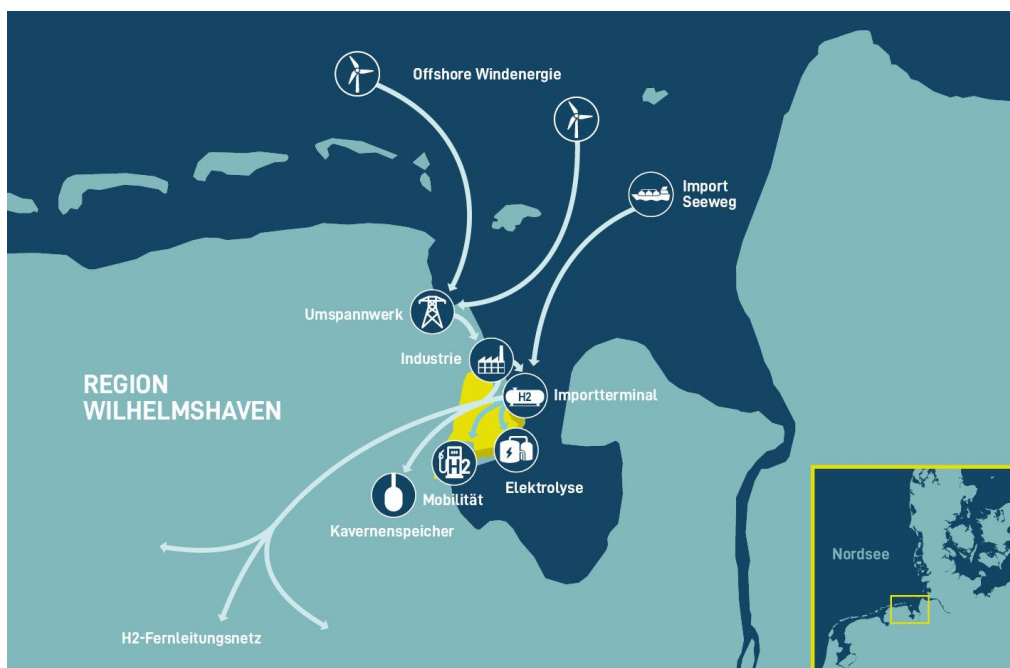 Offshore Windenergie
Import
Seeweg
Umspannwerk
Industrie
REGION
WILHELMSHAVEN
H2
Importterminal
H2
Elektrolyse
Mobilität
Kavernenspeicher
Nordsee
H2-Fernleitungsnetz